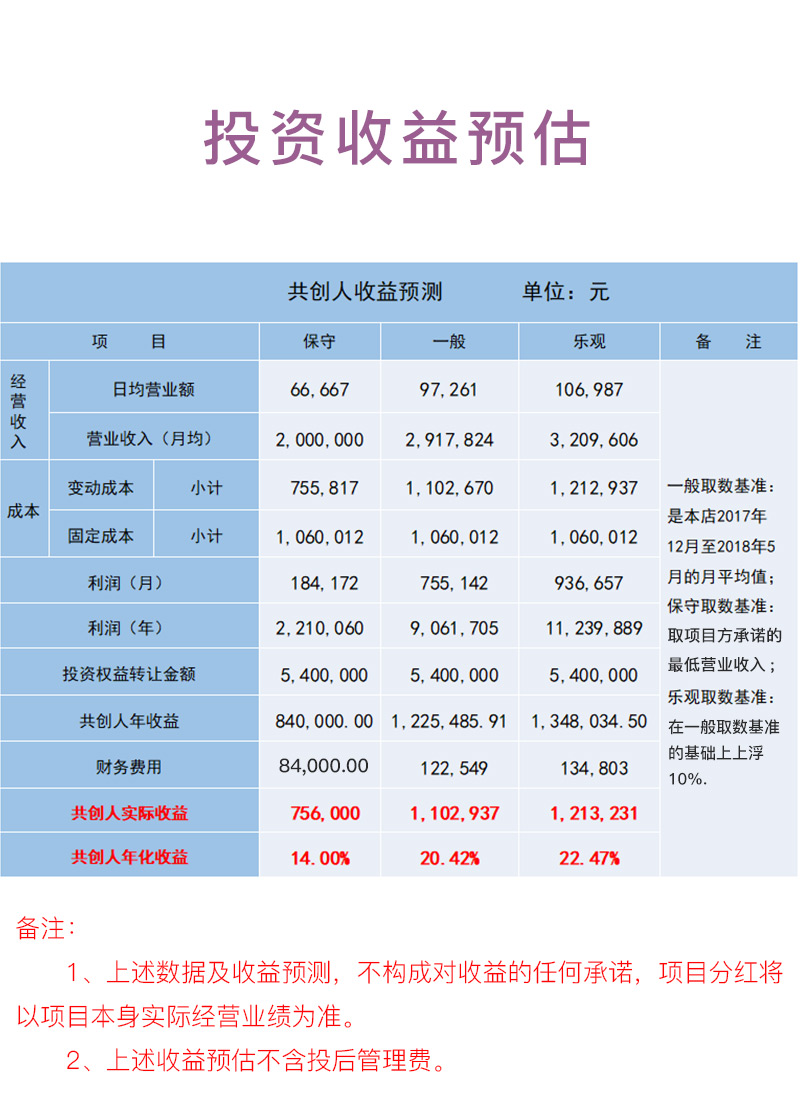 投资收益预估
共创人收益预测 单位：元
项 目 保守 一般 乐观 备 注
经营收入
日均营业额 66,667 97,261 106,987
营业收入（月均） 2,000,000 2,917,824 3,209,606
成本
变动成本 小计 755,817 1,102,670 1,212,937
固定成本 小计 1,060,012 1,060,012 1,060,012
利润（月） 184,172 755,142 936,657
利润（年） 2,210,060 9,061,705 11,239,889
投资权益转让金额 5,400,000 5,400,000 5,400,000
共创人年收益 840,000.00 1,225,485.91 1,348,034.50
财务费用 84,000.00 122,549 134,803
共创人实际收益 756,000 1,102,937 1,213,231
共创人年化收益 14.00% 20.42% 22.47%
一般取数基准：
是本店2017年
12月至2018年5
月的月平均值；
保守取数基准：
取项目方承诺的
最低营业收入；
乐观取数基准：
在一般取数基准
的基础上上浮
10%.
备注：
1、上述数据及收益预测，不构成对收益的任何承诺，项目分红将
以项目本身实际经营业绩为准。
2、上述收益预估不含投后管理费。